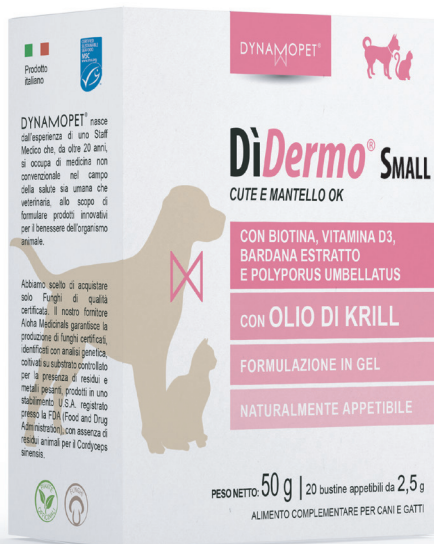 Prodotto
italiano
DYNAMOPET® nasce
dall'esperienza di uno Staff
Medico che, da oltre 20 anni,
si occupa di medicina non
convenzionale nel campo
della salute sia umana che
veterinaria, allo scopo di
formulare prodotti innovativi
per il benessere dell'organismo
animale.
Abbiamo scelto di acquistare
solo Funghi di qualità
certificata. Il nostro fornitore
Aloha Medicinals garantisce la
produzione di funghi certificati,
identificati con analisi genetica,
coltivati su substrato controllato
per la presenza di residui e
metalli pesanti, prodotti in uno
stabilimento U.S.A. registrato
presso la FDA (Food and Drug
Administration), con assenza di
residui animali per il Cordyceps
sinensis.
DYNAMOPET®
DìDermo® SMALL
CUTE E MANTELLO OK
CON BIOTINA, VITAMINA D3,
BARDANA ESTRATTO
E POLYPORUS UMBELLATUS
CON OLIO DI KRILL
FORMULAZIONE IN GEL
NATURALMENTE APPETIBILE
PESO NETTO: 50 g | 20 bustine appetibili da 2,5 g
ALIMENTO COMPLEMENTARE PER CANI E GATTI